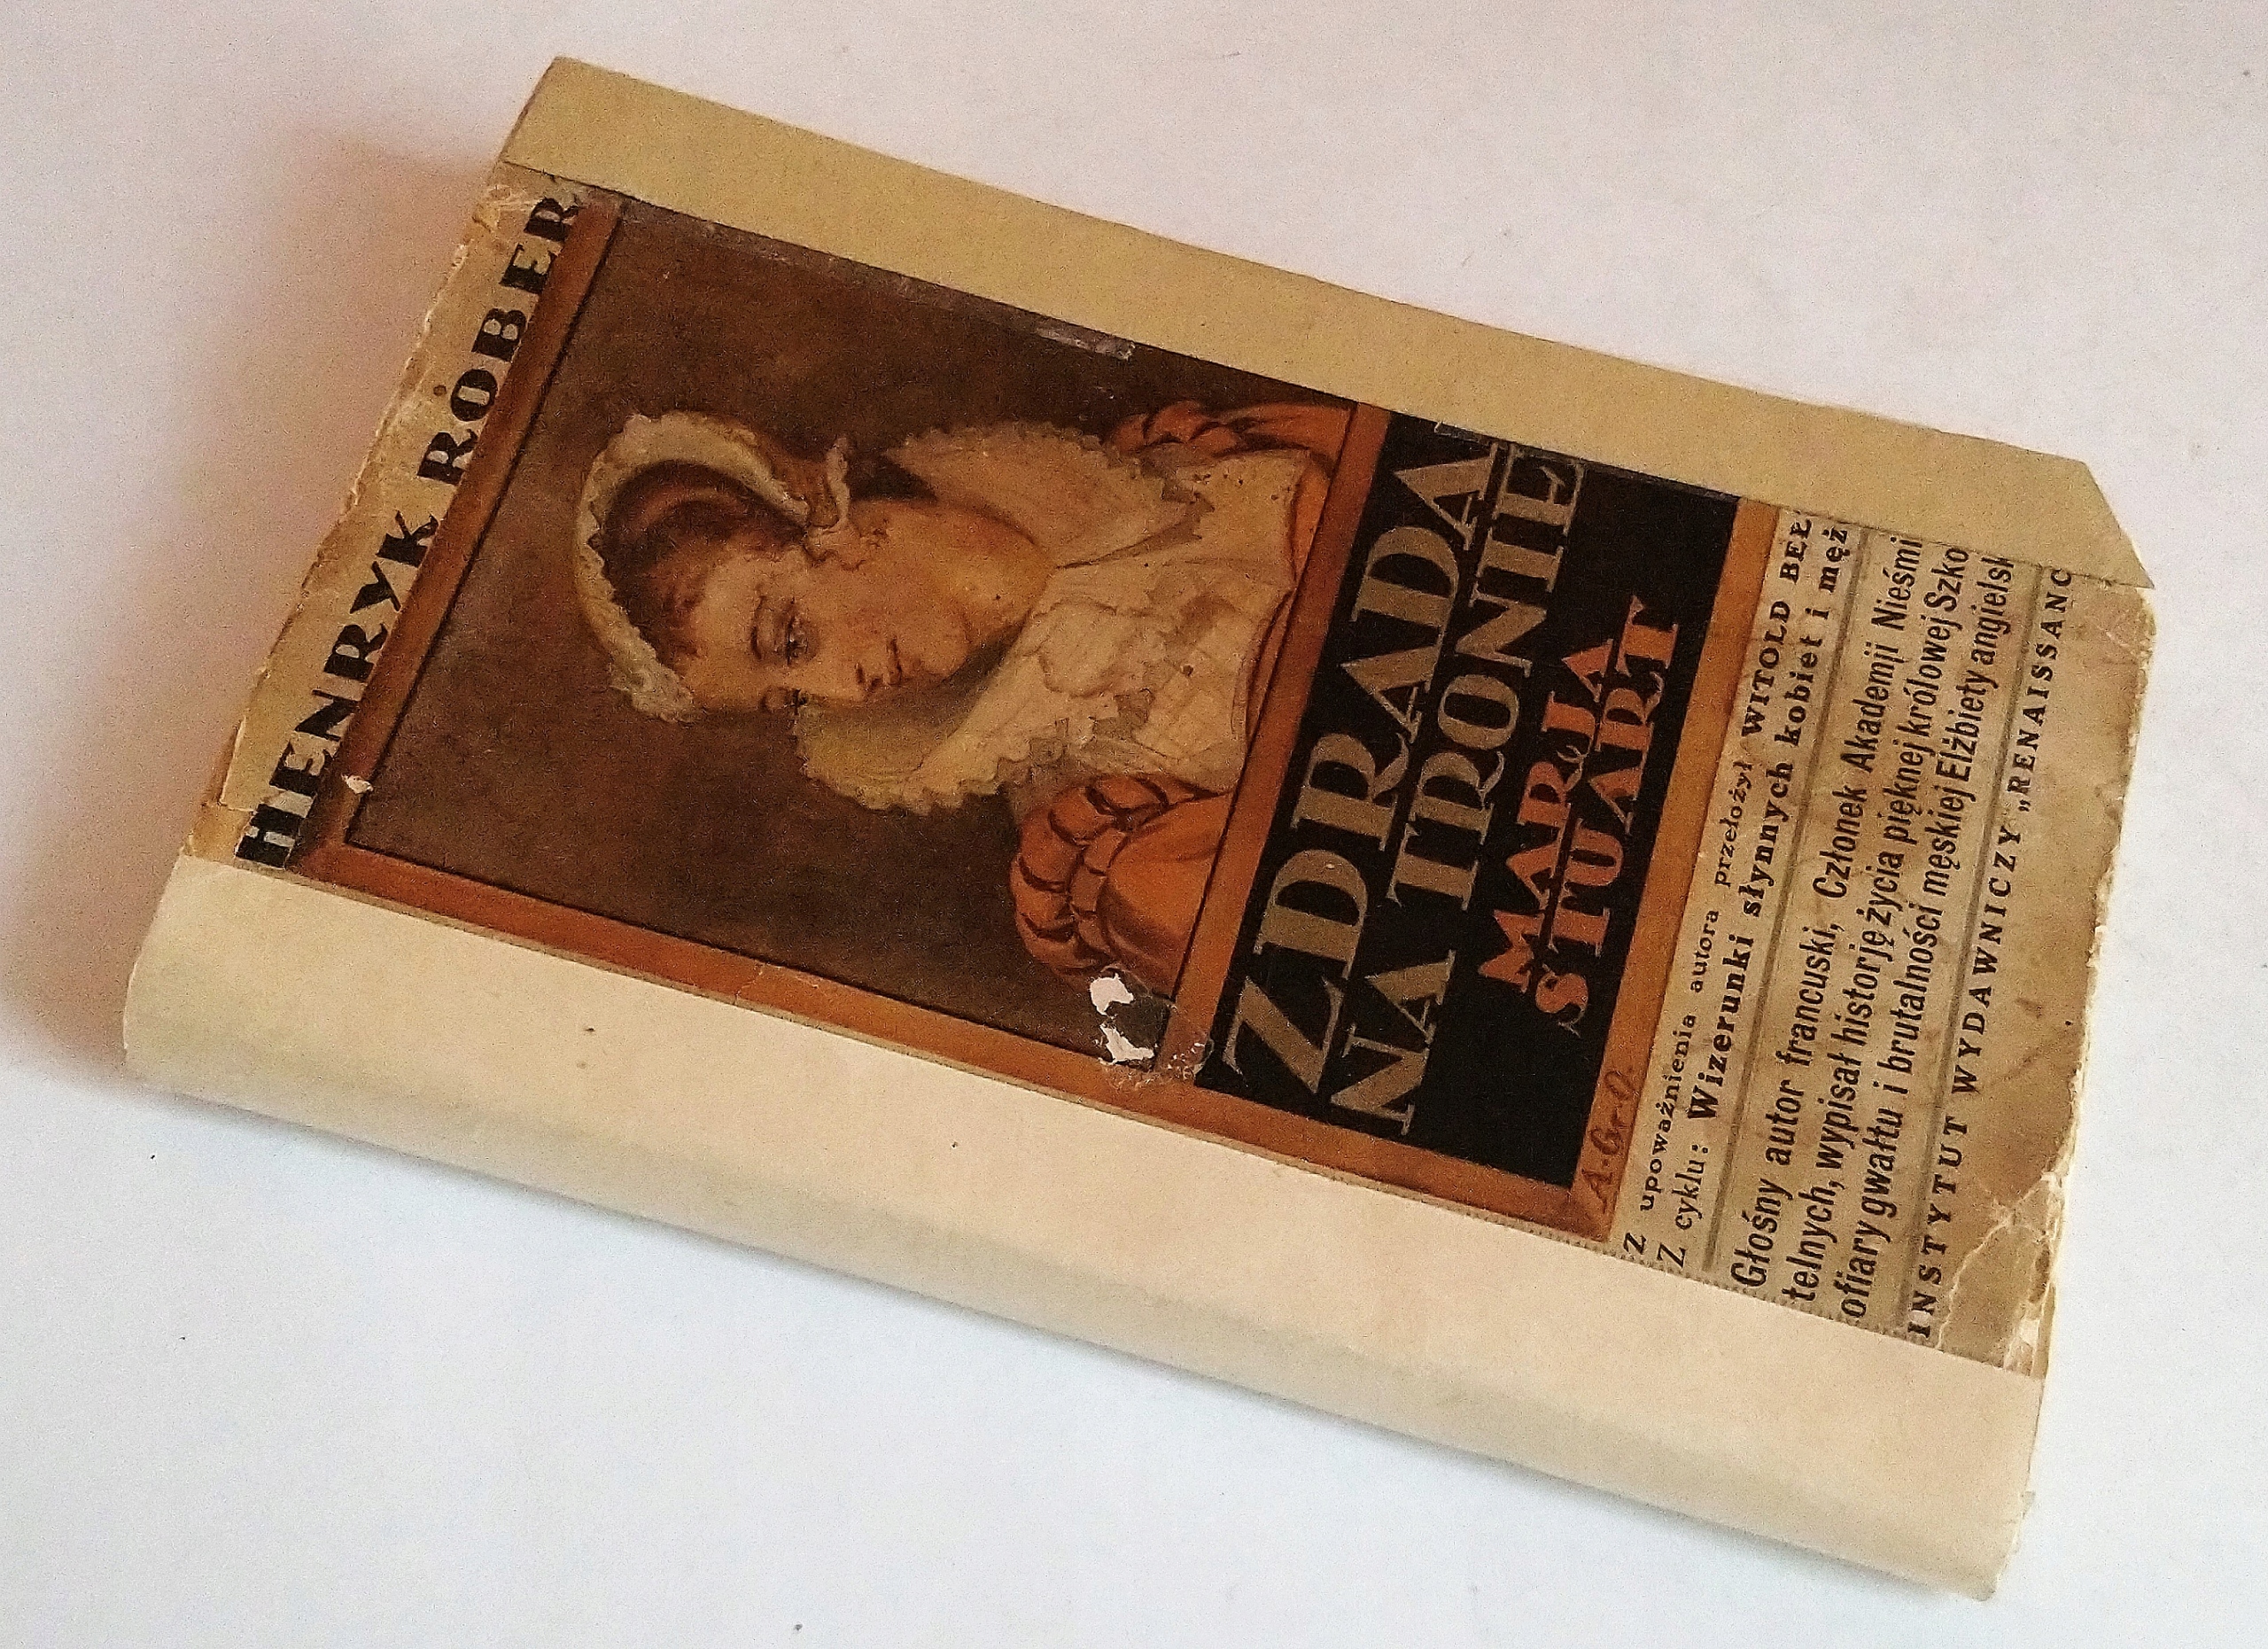 HENRYK ROBER
ZDRADA
NA TRONIE
MARJA
STUART
A. Gr. O.
Z upoważnienia autora przełożył WITOLD BEŁ
Z cyklu: Wizerunki słynnych kobiet i męż
Głośny autor francuski, Członek Akademji Nieśmi
telnych, wypisał historję życia pięknej królowej Szko
ofiary gwałtu i brutalności męskiej Elżbiety angielsk
INSTYTUT WYDAWNICZY „RENAISSANC